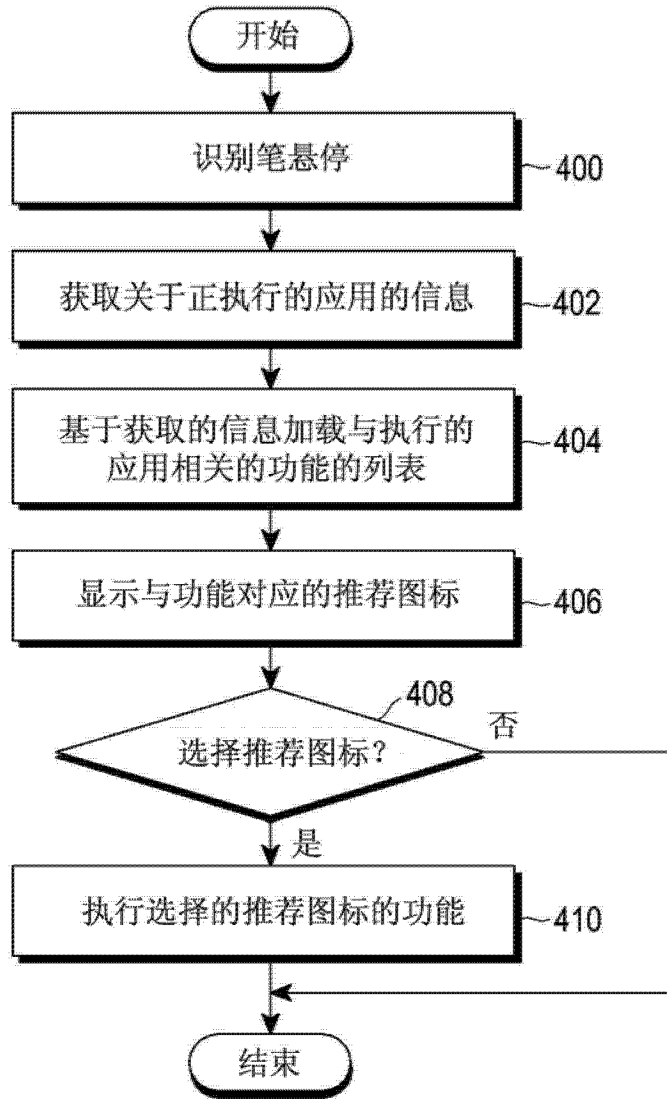 开始
识别笔悬停
400
获取关于正执行的应用的信息
402
基于获取的信息加载与执行的
应用相关的功能的列表
404
显示与功能对应的推荐图标
406
408
选择推荐图标？
否
是
执行选择的推荐图标的功能
410
结束